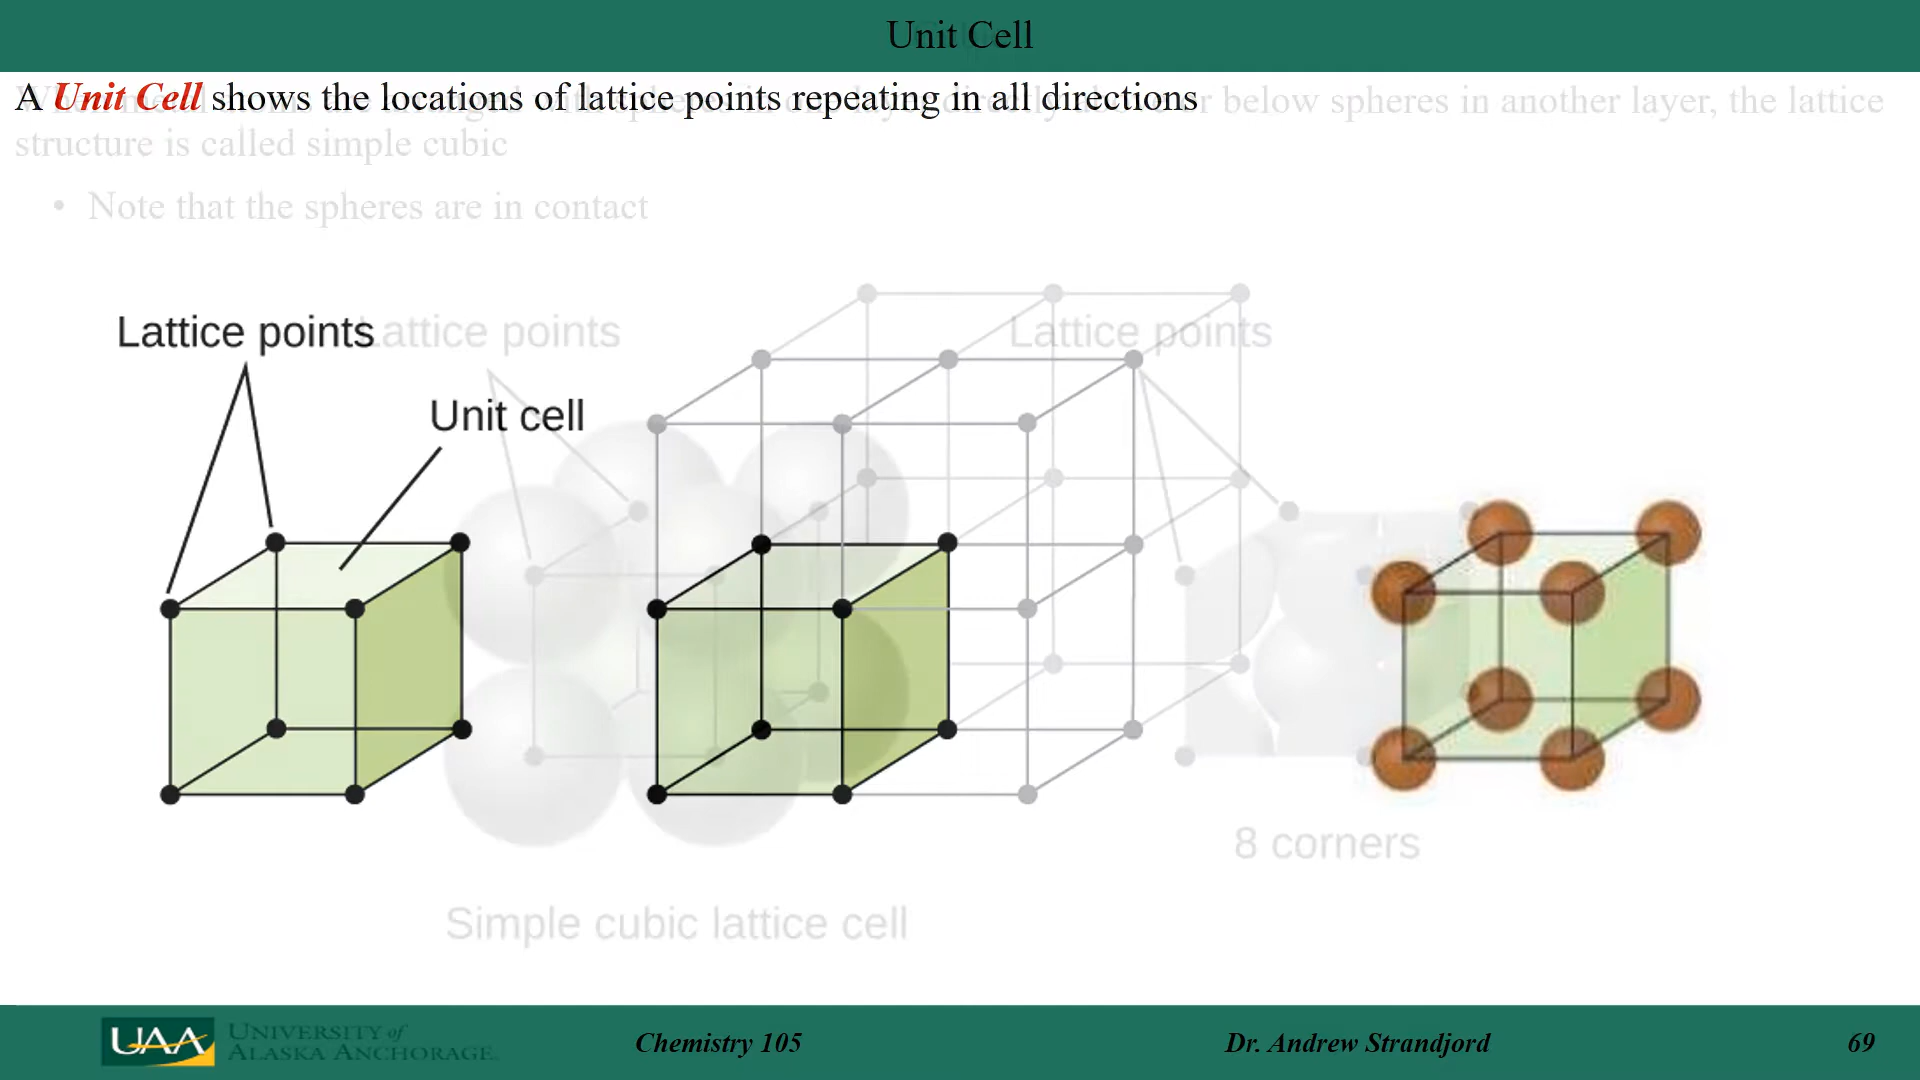 Unit Cell
A Unit Cell shows the locations of lattice points repeating in all directions
r below spheres in another layer, the lattice
structure is called simple cubic
• Note that the spheres are in contact
Lattice points
Lattice points
Lattice points
Unit cell
8 corners
Simple cubic lattice cell
UAA UNIVERSITY of
ALASKA ANCHORAGE.
Chemistry 105
Dr. Andrew Strandjord
69